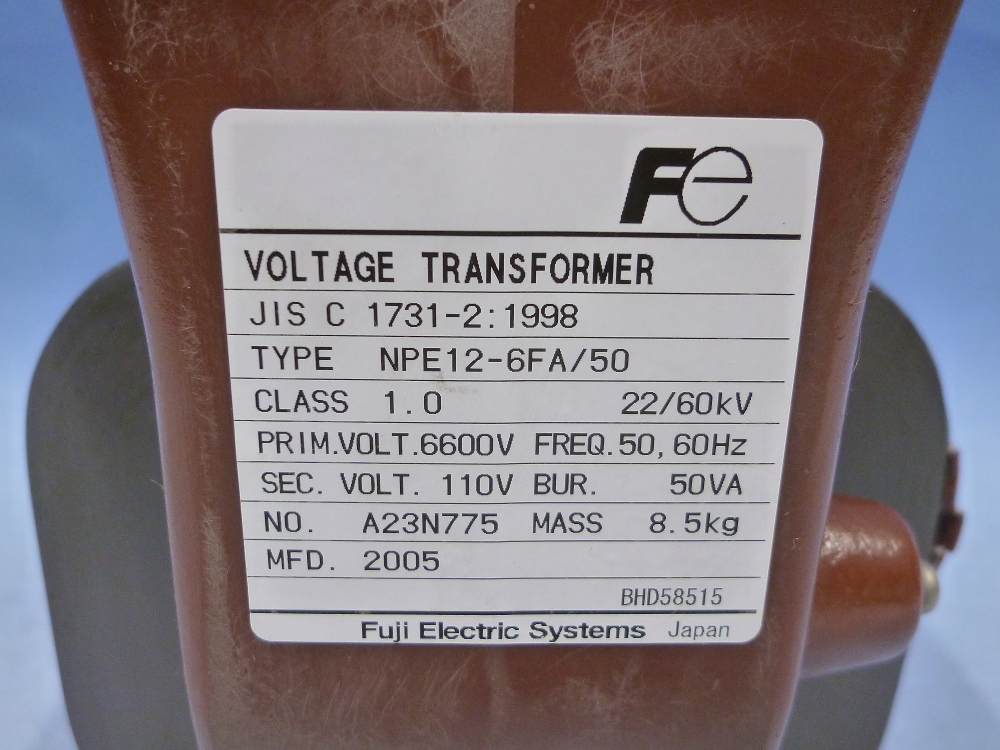 Fe
VOLTAGE TRANSFORMER
JIS C 1731-2:1998
TYPE NPE12-6FA/50
CLASS 1.0 22/60kV
PRIM.VOLT.6600V FREQ.50,60Hz
SEC. VOLT. 110V BUR. 50VA
NO. A23N775 MASS 8.5kg
MFD. 2005
BHD58515
Fuji Electric Systems Japan